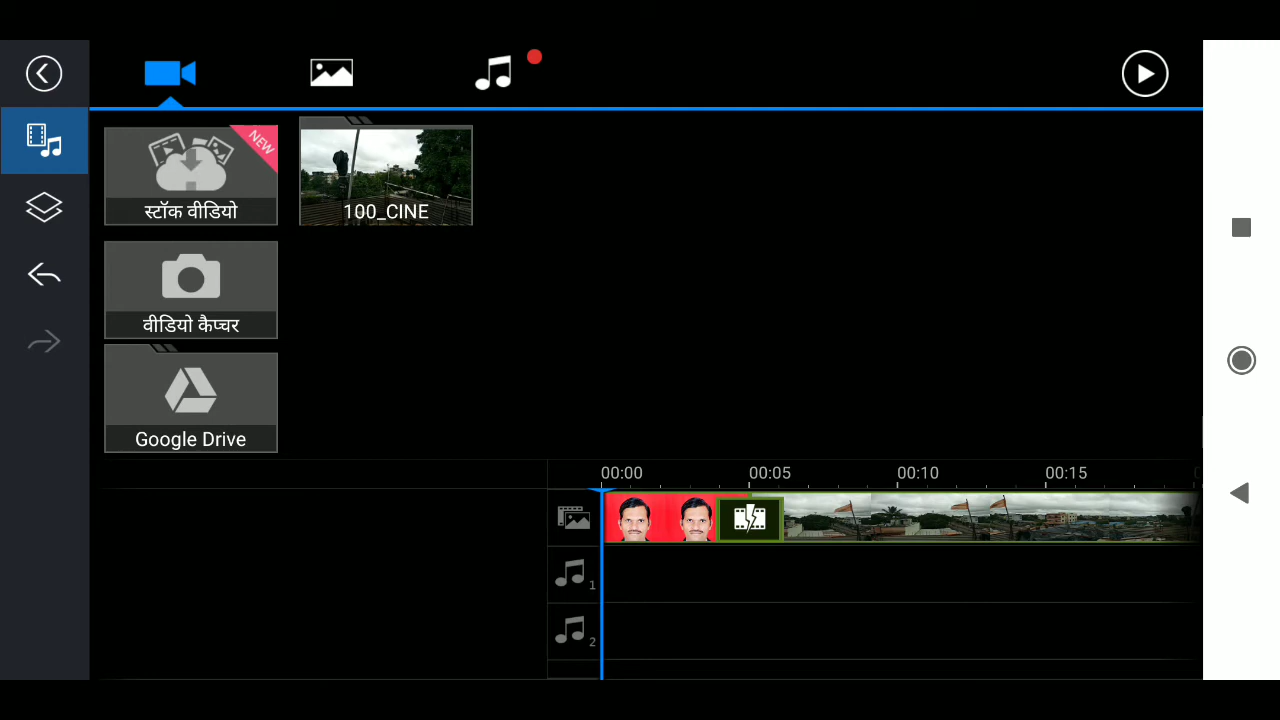 NEW
स्टॉक वीडियो
100_CINE
वीडियो कैप्चर
Google Drive
00:00 00:05 00:10 00:15
1
2